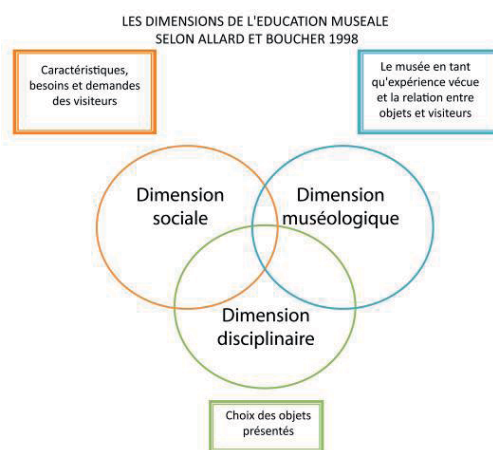 LES DIMENSIONS DE L'EDUCATION MUSEALE
SELON ALLARD ET BOUCHER 1998
Caractéristiques,
besoins et demandes
des visiteurs
Le musée en tant
qu'expérience vécue
et la relation entre
objets et visiteurs
Dimension
sociale
Dimension
muséologique
Dimension
disciplinaire
Choix des objets
présentés